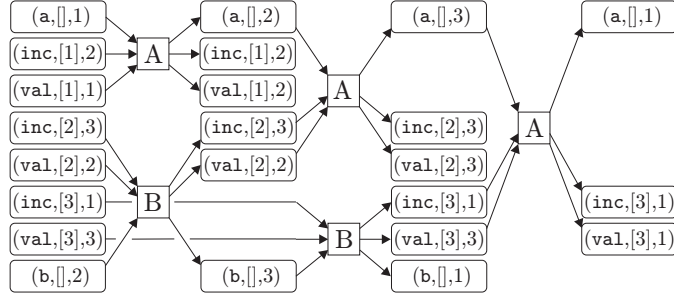 (a,[],1) (a,[],2) (a,[],3) (a,[],1)
(inc,[1],2) A (inc,[1],2)
(val,[1],1) (val,[1],2) A
(inc,[2],3) (inc,[2],3) (inc,[2],3) A
(val,[2],2) (val,[2],2) (val,[2],3)
(inc,[3],1) B (inc,[3],1) (inc,[3],1)
(val,[3],3) B (val,[3],3) (val,[3],1)
(b,[],2) (b,[],3) (b,[],1)